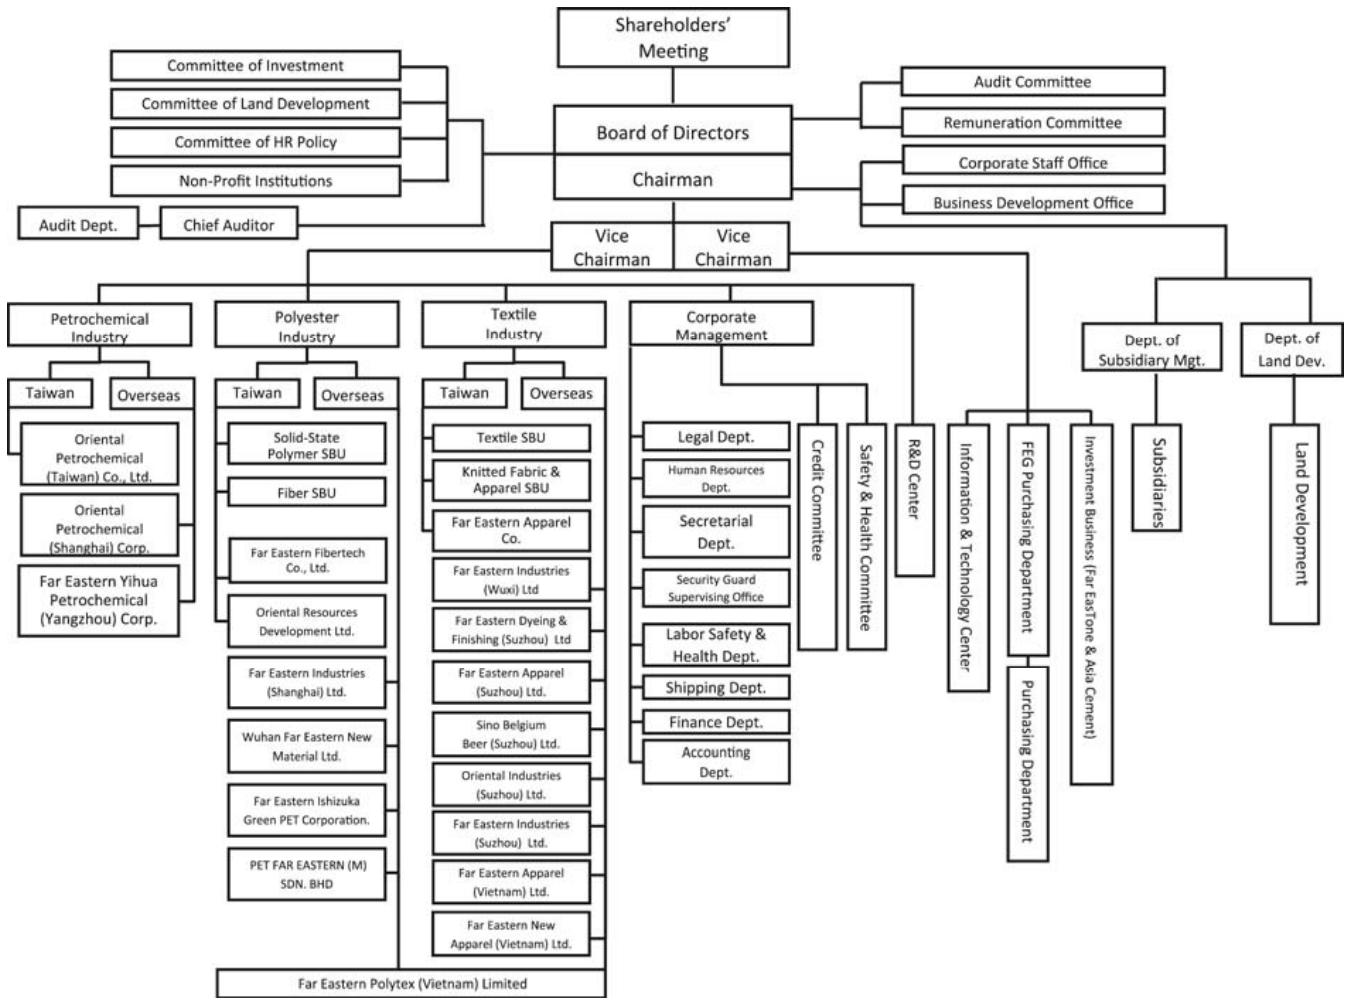 Shareholders'
Meeting
Committee of Investment
Committee of Land Development
Committee of HR Policy
Non-Profit Institutions
Audit Dept.
Chief Auditor
Board of Directors
Chairman
Audit Committee
Remuneration Committee
Corporate Staff Office
Business Development Office
Vice
Chairman
Vice
Chairman
Petrochemical
Industry
Polyester
Industry
Textile
Industry
Corporate
Management
Dept. of
Subsidiary Mgt.
Dept. of
Land Dev.
Taiwan
Overseas
Taiwan
Overseas
Taiwan
Overseas
Oriental
Petrochemical
(Taiwan) Co., Ltd.
Oriental
Petrochemical
(Shanghai) Corp.
Far Eastern Yihua
Petrochemical
(Yangzhou) Corp.
Solid-State
Polymer SBU
Fiber SBU
Far Eastern Fibertech
Co., Ltd.
Oriental Resources
Development Ltd.
Far Eastern Industries
(Shanghai) Ltd.
Wuhan Far Eastern New
Material Ltd.
Far Eastern Ishizuka
Green PET Corporation.
PET FAR EASTERN (M)
SDN. BHD
Textile SBU
Knitted Fabric &
Apparel SBU
Far Eastern Apparel
Co.
Far Eastern Industries
(Wuxi) Ltd
Far Eastern Dyeing &
Finishing (Suzhou) Ltd
Far Eastern Apparel
(Suzhou) Ltd.
Sino Belgium
Beer (Suzhou) Ltd.
Oriental Industries
(Suzhou) Ltd.
Far Eastern Industries
(Suzhou) Ltd.
Far Eastern Apparel
(Vietnam) Ltd.
Far Eastern New
Apparel (Vietnam) Ltd.
Far Eastern Polytex (Vietnam) Limited
Legal Dept.
Human Resources
Dept.
Secretarial
Dept.
Security Guard
Supervising Office
Labor Safety &
Health Dept.
Shipping Dept.
Finance Dept.
Accounting
Dept.
Credit Committee
Safety & Health Committee
R&D Center
Information & Technology Center
FEG Purchasing Department
Purchasing Department
Investment Business (Far EasTone & Asia Cement)
Subsidiaries
Land Development